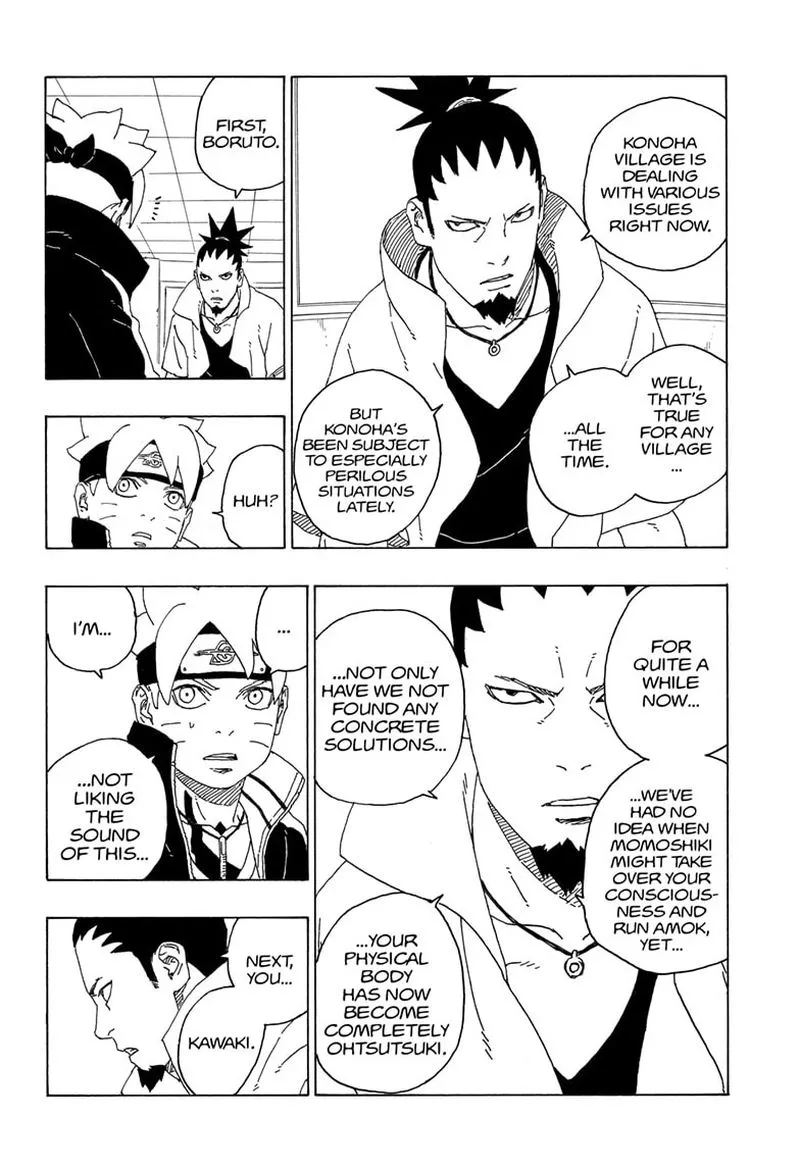 KONOHA
VILLAGE IS
DEALING
WITH VARIOUS
ISSUES
RIGHT NOW.
WELL,
THAT'S
TRUE
FOR ANY
VILLAGE
...
...ALL
THE
TIME.
BUT
KONOHA'S
BEEN SUBJECT
TO ESPECIALLY
PERILOUS
SITUATIONS
LATELY.
FIRST,
BORUTO.
HUH?
FOR
QUITE A
WHILE
NOW...
...WE'VE
HAD NO
IDEA WHEN
MOMOSHIKI
MIGHT TAKE
OVER YOUR
CONSCIOUS-
NESS AND
RUN AMOK,
YET...
...NOT ONLY
HAVE WE NOT
FOUND ANY
CONCRETE
SOLUTIONS...
...YOUR
PHYSICAL
BODY
HAS NOW
BECOME
COMPLETELY
OHTSUTSUKI.
...
I'M...
...NOT
LIKING
THE
SOUND
OF THIS...
NEXT,
YOU...
KAWAKI.